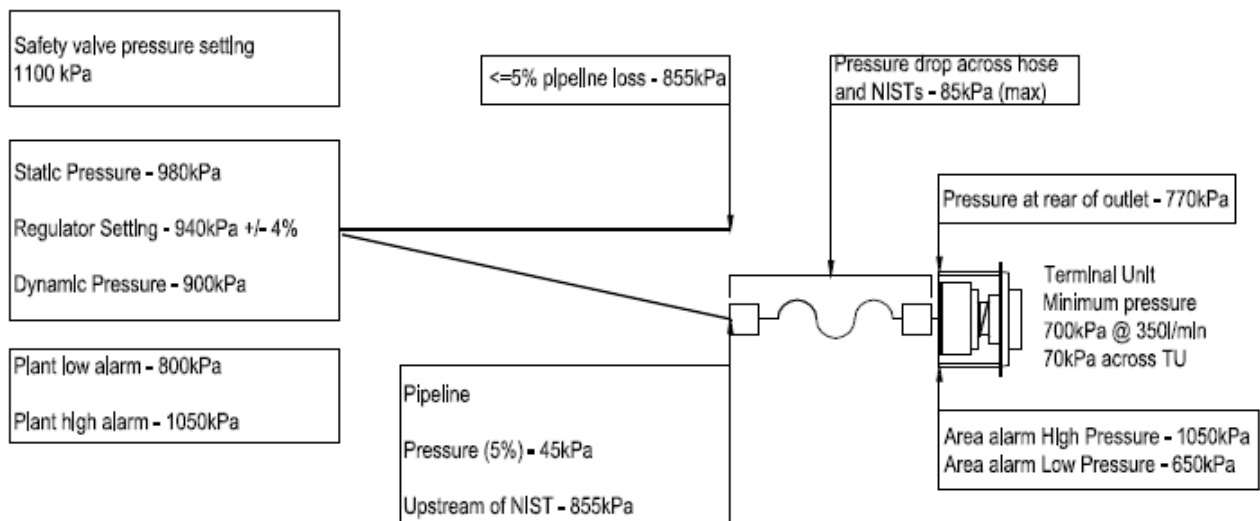 Safety valve pressure setting
1100 kPa
<=5% pipeline loss - 855kPa
Pressure drop across hose
and NISTs - 85kPa (max)
Static Pressure - 980kPa
Regulator Setting - 940kPa +/- 4%
Dynamic Pressure - 900kPa
Pressure at rear of outlet - 770kPa
Terminal Unit
Minimum pressure
700kPa @ 350l/min
70kPa across TU
Plant low alarm - 800kPa
Plant high alarm - 1050kPa
Pipeline
Pressure (5%) - 45kPa
Upstream of NIST - 855kPa
Area alarm High Pressure - 1050kPa
Area alarm Low Pressure - 650kPa